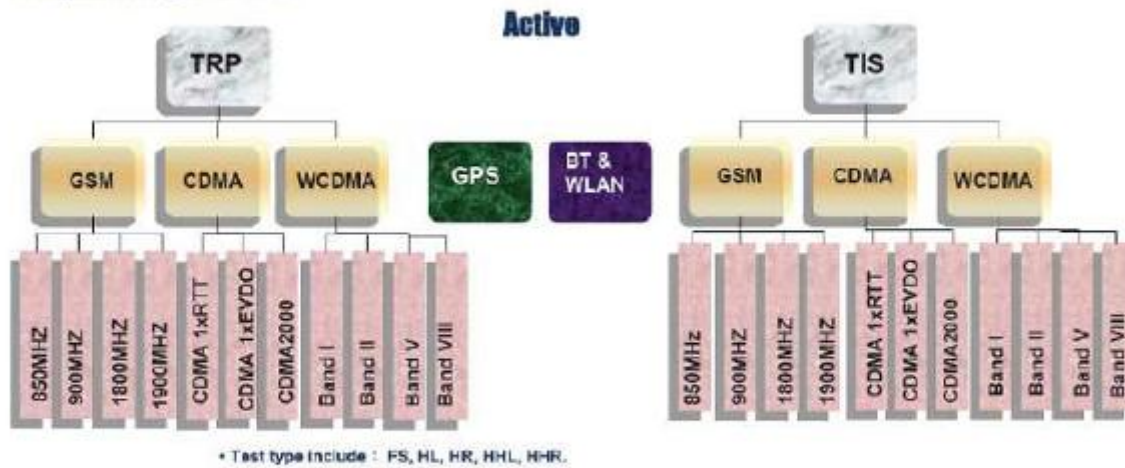 Active
TRP
TIS
GSM
CDMA
WCDMA
GPS
BT &
WLAN
GSM
CDMA
WCDMA
850MHZ
900MHZ
1800MHZ
1900MHZ
CDMA 1xRTT
CDMA 1xEVDO
CDMA2000
Band I
Band II
Band V
Band VIII
850MHz
900MHZ
1800MHZ
1900MHZ
CDMA 1xRTT
CDMA 1xEVDO
CDMA2000
Band I
Band II
Band V
Band VIII
• Test type include : FS, HL, HR, HHL, HHR.